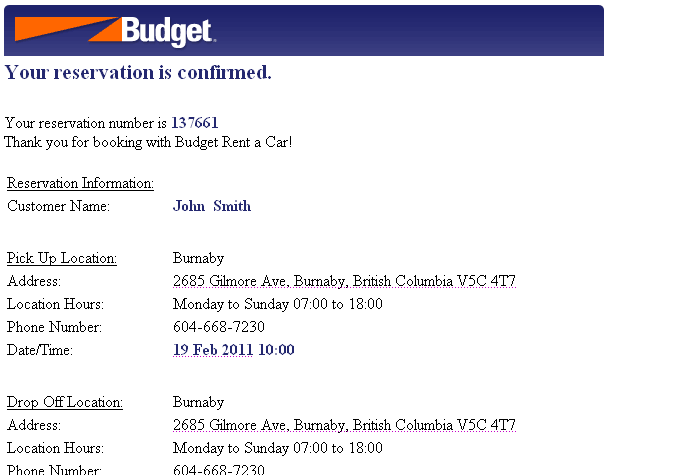 Budget
Your reservation is confirmed.
Your reservation number is 137661
Thank you for booking with Budget Rent a Car!
Reservation Information:
Customer Name: John Smith
Pick Up Location: Burnaby
Address: 2685 Gilmore Ave, Burnaby, British Columbia V5C 4T7
Location Hours: Monday to Sunday 07:00 to 18:00
Phone Number: 604-668-7230
Date/Time: 19 Feb 2011 10:00
Drop Off Location: Burnaby
Address: 2685 Gilmore Ave, Burnaby, British Columbia V5C 4T7
Location Hours: Monday to Sunday 07:00 to 18:00
Phone Number: 604-668-7230